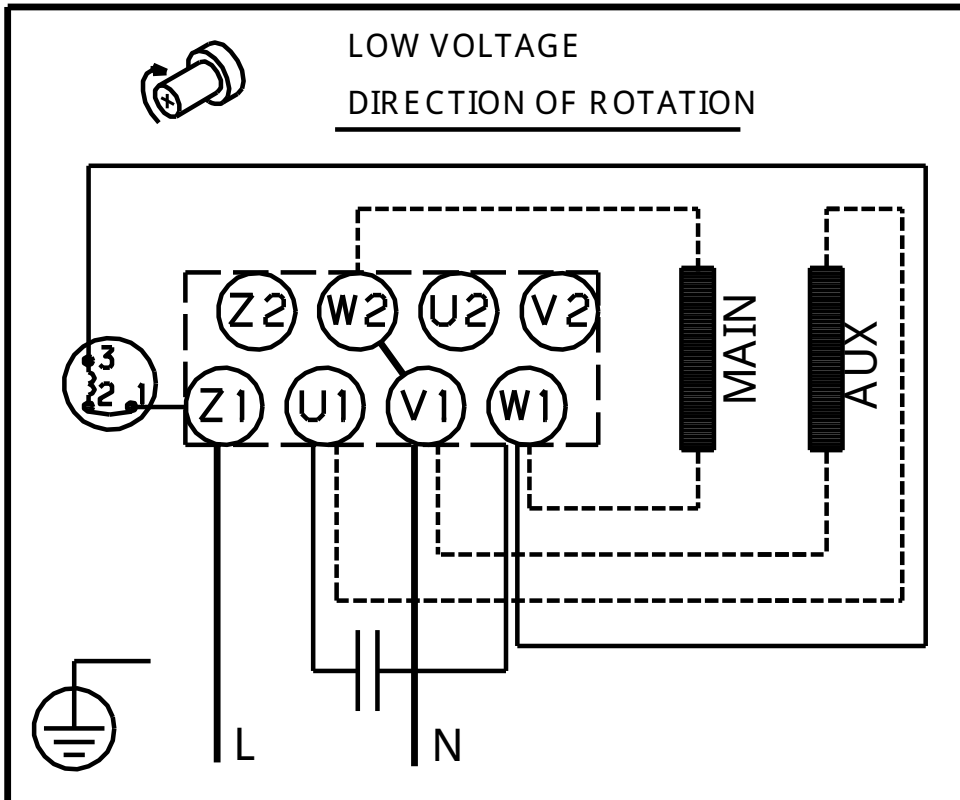 LOW VOLTAGE
DIRECTION OF ROTATION
Z2 W2 U2 V2
3
2 1
Z1 U1 V1 W1
MAIN
AUX
L
N